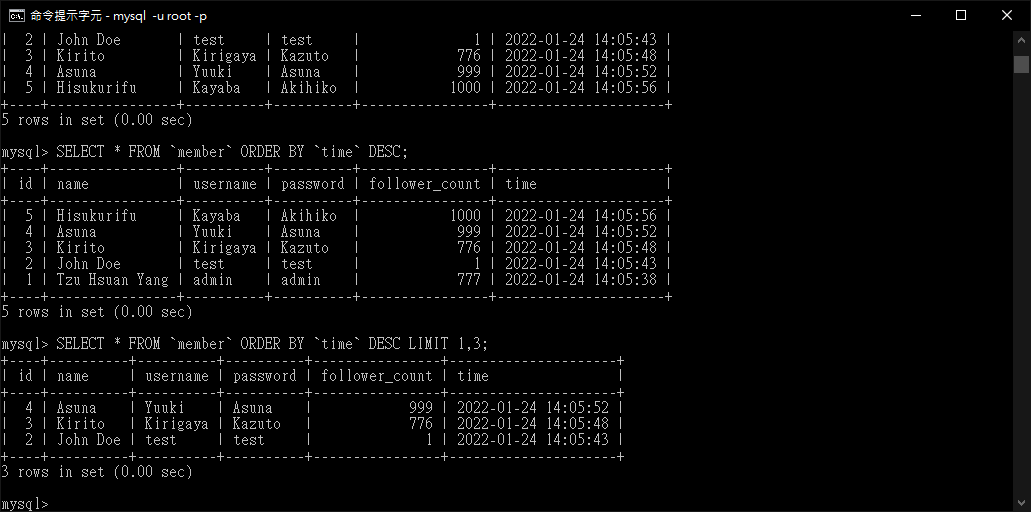 命令提示字元 - mysql  -u root -p
|  2 | John Doe       | test     | test     |              1 | 2022-01-24 14:05:43 |
|  3 | Kirito         | Kirigaya | Kazuto   |            776 | 2022-01-24 14:05:48 |
|  4 | Asuna          | Yuuki    | Asuna    |            999 | 2022-01-24 14:05:52 |
|  5 | Hisukurifu     | Kayaba   | Akihiko  |           1000 | 2022-01-24 14:05:56 |
+----+----------------+----------+----------+----------------+---------------------+
5 rows in set (0.00 sec)
mysql> SELECT * FROM `member` ORDER BY `time` DESC;
+----+----------------+----------+----------+----------------+---------------------+
| id | name           | username | password | follower_count | time                |
+----+----------------+----------+----------+----------------+---------------------+
|  5 | Hisukurifu     | Kayaba   | Akihiko  |           1000 | 2022-01-24 14:05:56 |
|  4 | Asuna          | Yuuki    | Asuna    |            999 | 2022-01-24 14:05:52 |
|  3 | Kirito         | Kirigaya | Kazuto   |            776 | 2022-01-24 14:05:48 |
|  2 | John Doe       | test     | test     |              1 | 2022-01-24 14:05:43 |
|  1 | Tzu Hsuan Yang | admin    | admin    |            777 | 2022-01-24 14:05:38 |
+----+----------------+----------+----------+----------------+---------------------+
5 rows in set (0.00 sec)
mysql> SELECT * FROM `member` ORDER BY `time` DESC LIMIT 1,3;
+----+----------+----------+----------+----------------+---------------------+
| id | name     | username | password | follower_count | time                |
+----+----------+----------+----------+----------------+---------------------+
|  4 | Asuna    | Yuuki    | Asuna    |            999 | 2022-01-24 14:05:52 |
|  3 | Kirito   | Kirigaya | Kazuto   |            776 | 2022-01-24 14:05:48 |
|  2 | John Doe | test     | test     |              1 | 2022-01-24 14:05:43 |
+----+----------+----------+----------+----------------+---------------------+
3 rows in set (0.00 sec)
mysql>